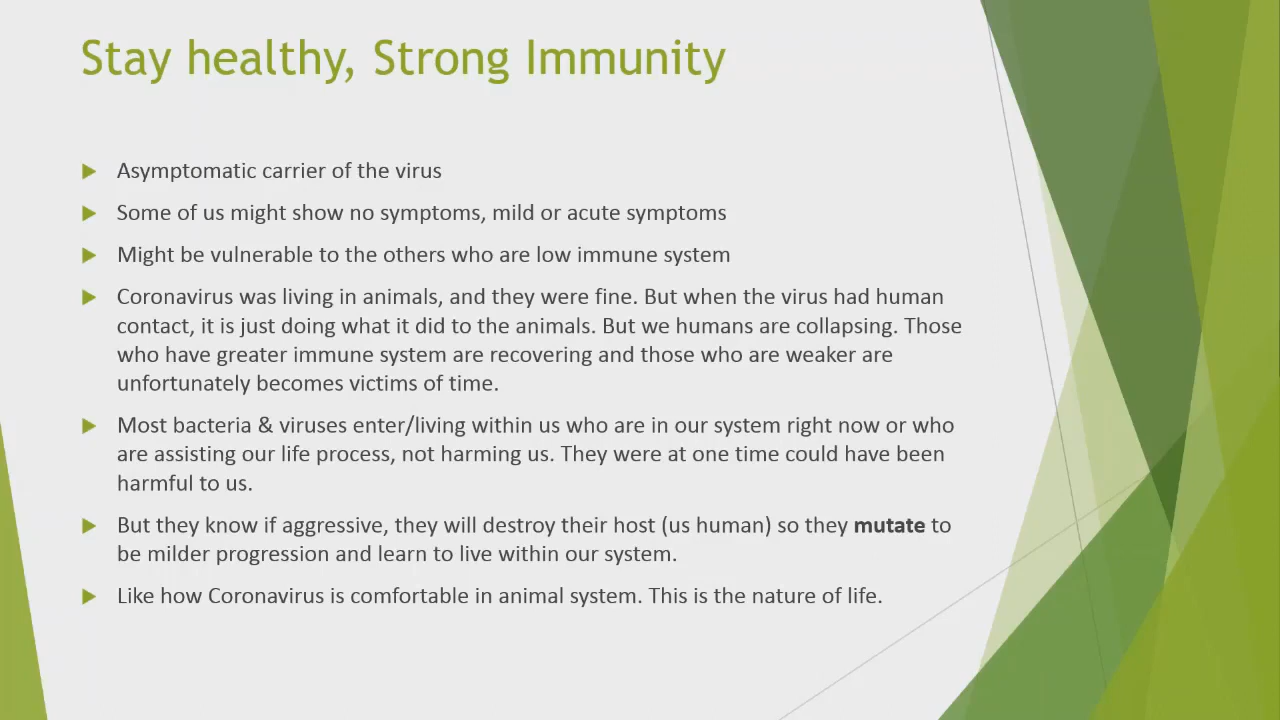 Stay healthy, Strong Immunity
Asymptomatic carrier of the virus
Some of us might show no symptoms, mild or acute symptoms
Might be vulnerable to the others who are low immune system
Coronavirus was living in animals, and they were fine. But when the virus had human
contact, it is just doing what it did to the animals. But we humans are collapsing. Those
who have greater immune system are recovering and those who are weaker are
unfortunately becomes victims of time.
Most bacteria & viruses enter/living within us who are in our system right now or who
are assisting our life process, not harming us. They were at one time could have been
harmful to us.
But they know if aggressive, they will destroy their host (us human) so they mutate to
be milder progression and learn to live within our system.
Like how Coronavirus is comfortable in animal system. This is the nature of life.